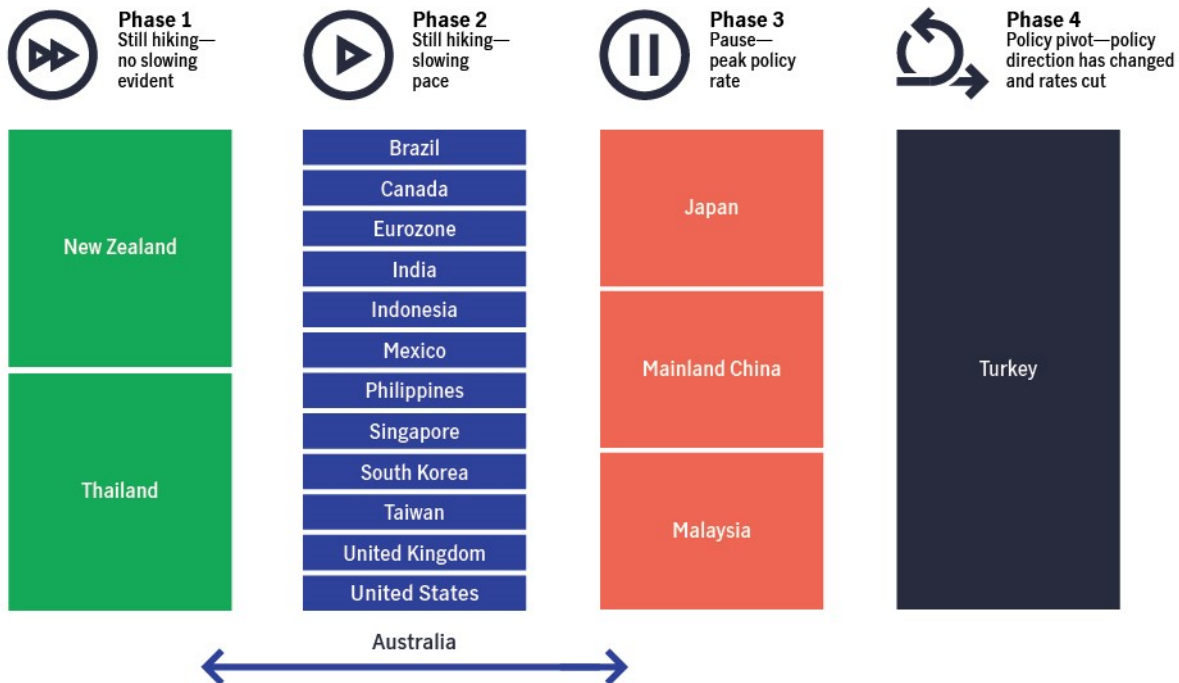 Phase 1
Still hiking—
no slowing
evident
Phase 2
Still hiking—
slowing
pace
Phase 3
Pause—
peak policy
rate
Phase 4
Policy pivot—policy
direction has changed
and rates cut
New Zealand
Thailand
Brazil
Canada
Eurozone
India
Indonesia
Mexico
Philippines
Singapore
South Korea
Taiwan
United Kingdom
United States
Japan
Mainland China
Malaysia
Turkey
Australia